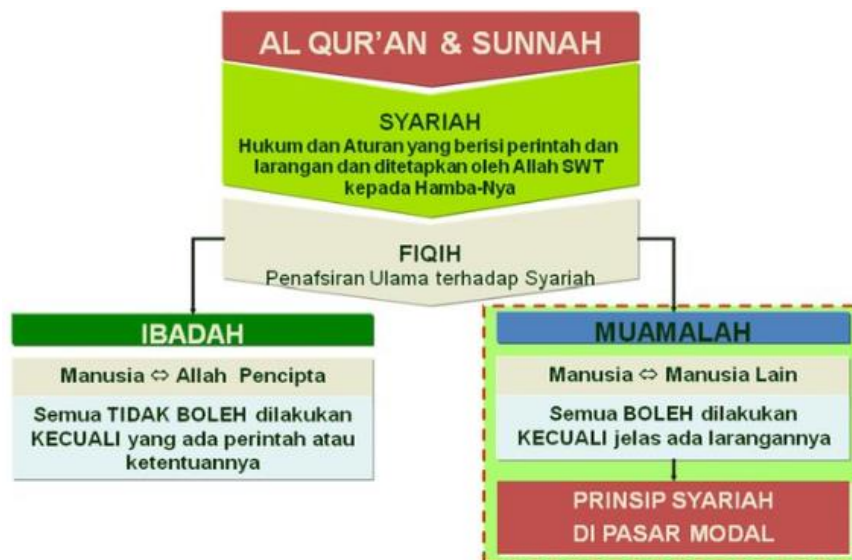 AL QUR'AN & SUNNAH
SYARIAH
Hukum dan Aturan yang berisi perintah dan
larangan dan ditetapkan oleh Allah SWT
kepada Hamba-Nya
FIQIH
Penafsiran Ulama terhadap Syariah
IBADAH
Manusia ⇔ Allah Pencipta
Semua TIDAK BOLEH dilakukan
KECUALI yang ada perintah atau
ketentuannya
MUAMALAH
Manusia ⇔ Manusia Lain
Semua BOLEH dilakukan
KECUALI jelas ada larangannya
PRINSIP SYARIAH
DI PASAR MODAL